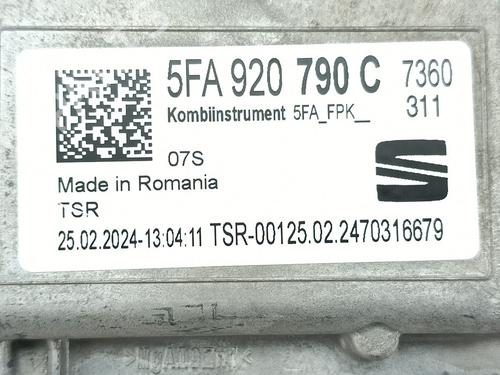 5FA 920 790 C 7360
Kombiinstrument 5FA_FPK__ 311
07S
Made in Romania
TSR
25.02.2024-13:04:11 TSR-00125.02.2470316679